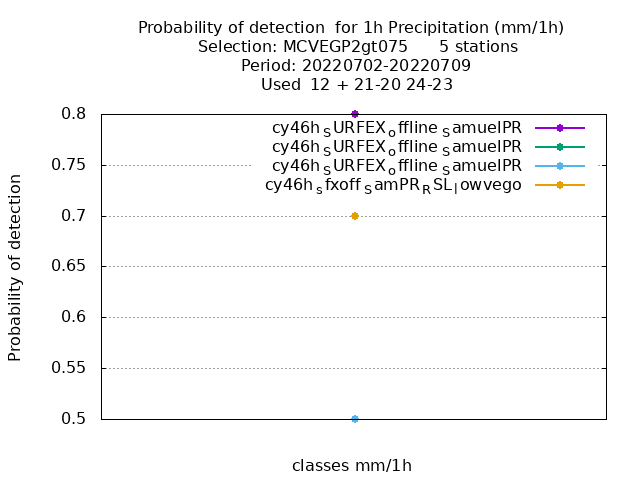 Probability of detection  for 1h Precipitation (mm/1h)
Selection: MCVEGP2gt075      5 stations
Period: 20220702-20220709
Used  12 + 21-20 24-23
0.8
cy46h_SURFEX_offline_SamuelPR
cy46h_SURFEX_offline_SamuelPR
0.75
cy46h_SURFEX_offline_SamuelPR
cy46h_sfxoff_SamPR_RSL_lowvego
0.7
0.65
0.6
0.55
0.5
Probability of detection
classes mm/1h